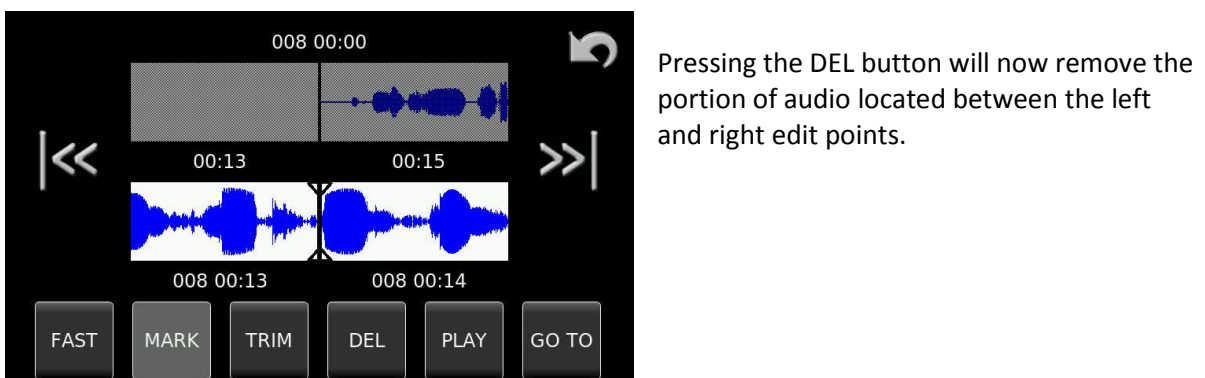 008 00:00
00:13 00:15
008 00:13 008 00:14
FAST MARK TRIM DEL PLAY GO TO
Pressing the DEL button will now remove the
portion of audio located between the left
and right edit points.